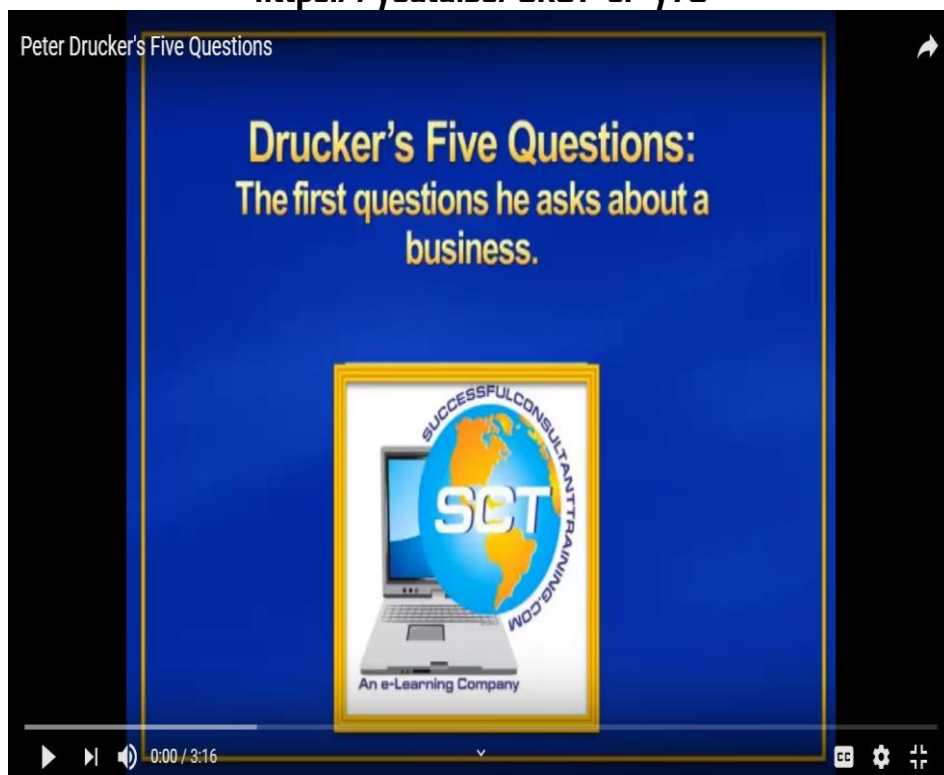 Peter Drucker's Five Questions
Drucker's Five Questions:
The first questions he asks about a
business.
SUCCESSFULCONSULTANTTRAINING.COM
SCT
An e-Learning Company
0:00 / 3:16
CC